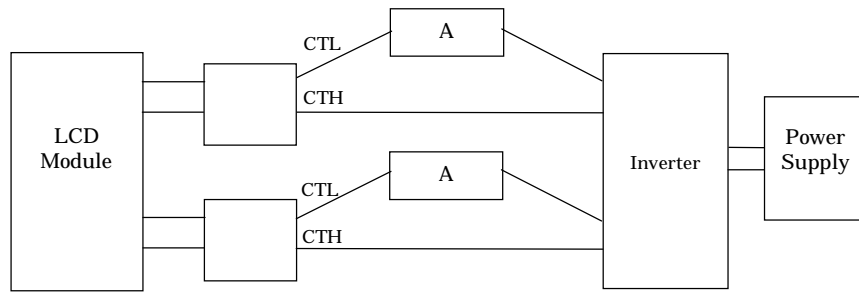 CTL
A
CTH
LCD
Module
Inverter
Power
Supply
CTL
A
CTH